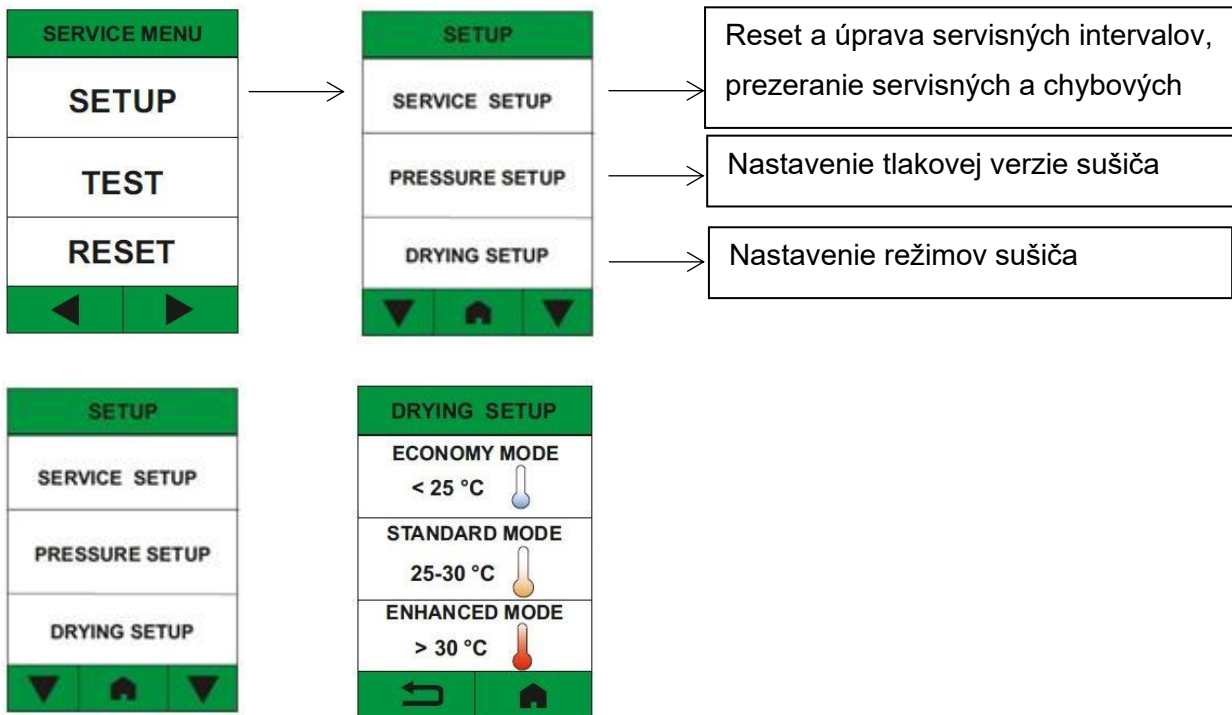 SERVICE MENU
SETUP
TEST
RESET
SETUP
SERVICE SETUP
PRESSURE SETUP
DRYING SETUP
Reset a úprava servisných intervalov,
prezeranie servisných a chybových
Nastavenie tlakovej verzie sušiča
Nastavenie režimov sušiča
SETUP
SERVICE SETUP
PRESSURE SETUP
DRYING SETUP
DRYING SETUP
ECONOMY MODE
< 25 °C
STANDARD MODE
25-30 °C
ENHANCED MODE
> 30 °C